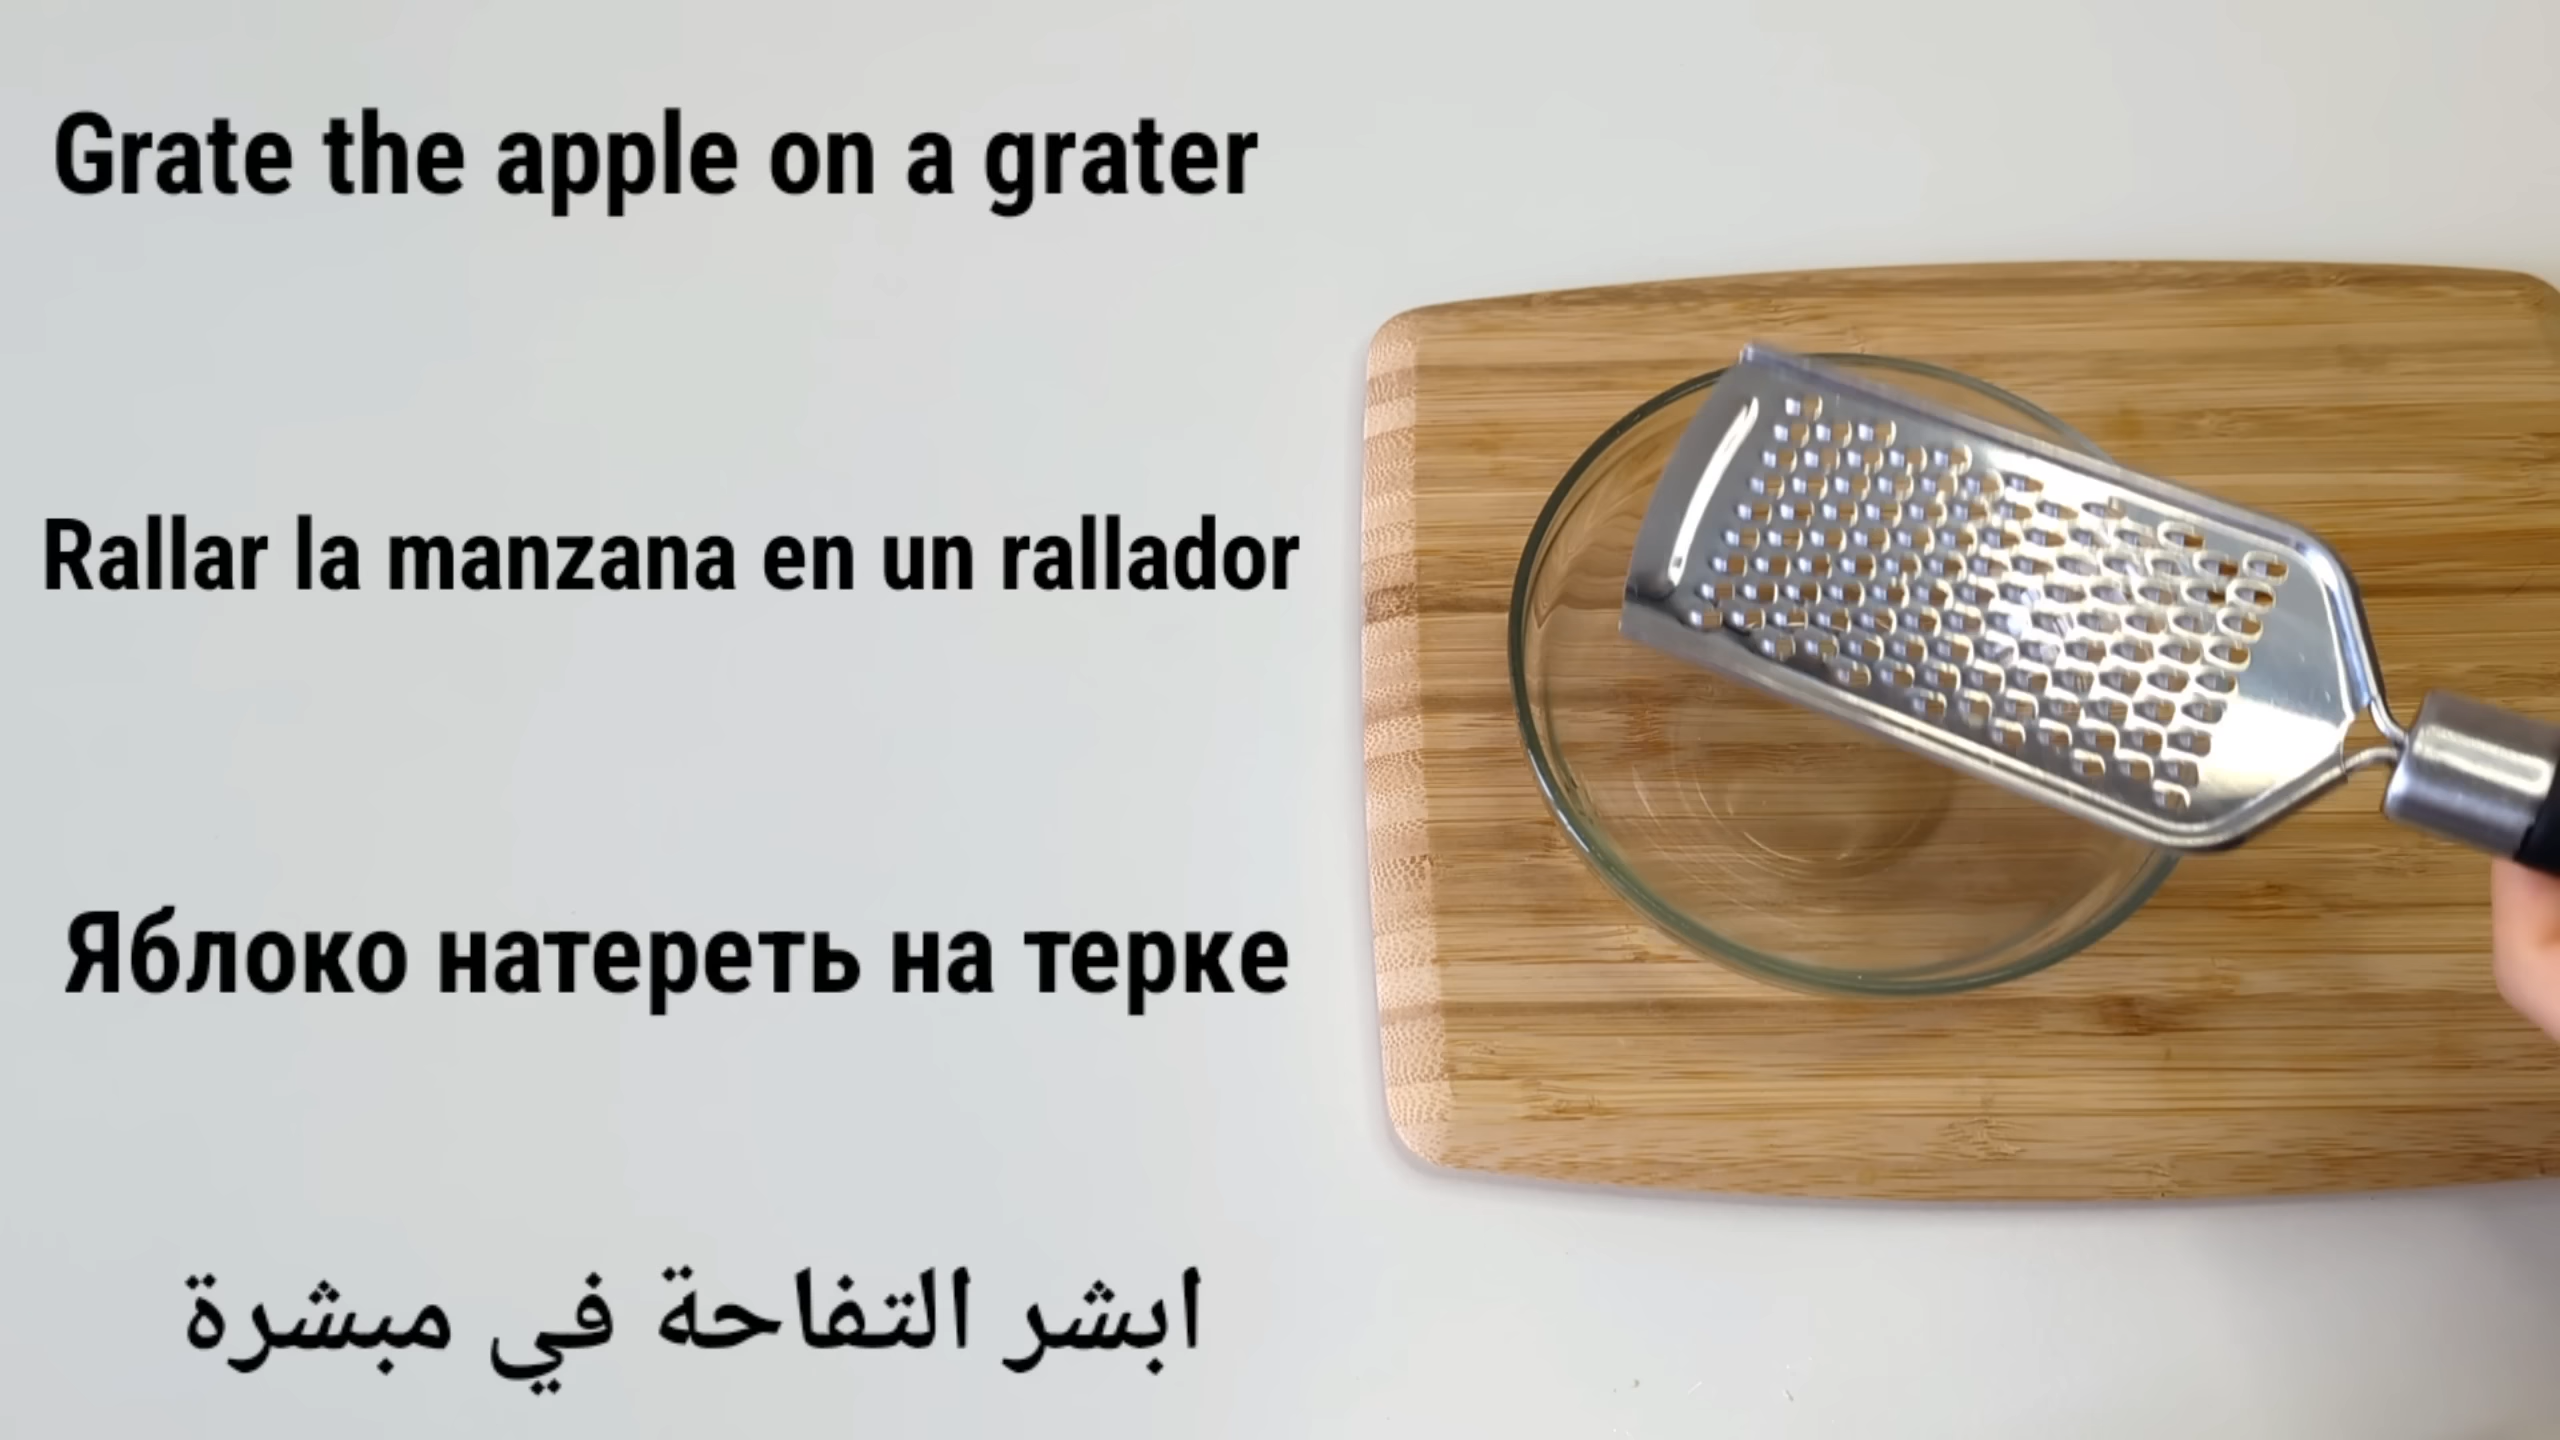 Grate the apple on a grater
Rallar la manzana en un rallador
Яблоко натереть на терке
ابشر التفاحة في مبشرة